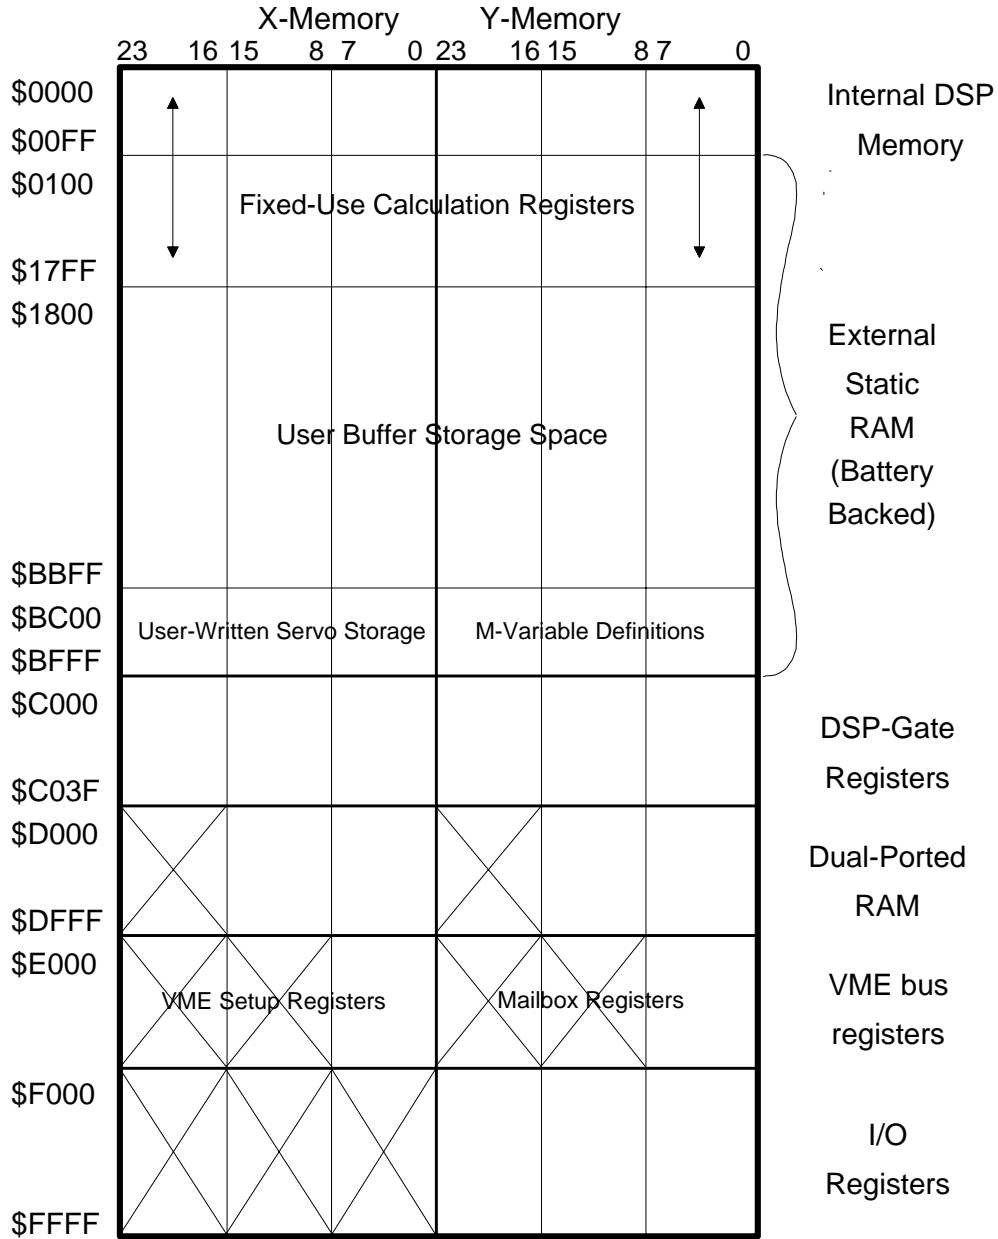 X-Memory Y-Memory
23 16 15 8 7 0 23 16 15 8 7 0
$0000 Internal DSP
$00FF Memory
$0100
Fixed-Use Calculation Registers
$17FF
$1800
External
Static
RAM
User Buffer Storage Space
(Battery
Backed)
$BBFF
$BC00
User-Written Servo Storage M-Variable Definitions
$BFFF
$C000
DSP-Gate
Registers
$C03F
$D000
Dual-Ported
RAM
$DFFF
$E000
VME bus
VME Setup Registers Mailbox Registers
registers
$F000
I/O
Registers
$FFFF